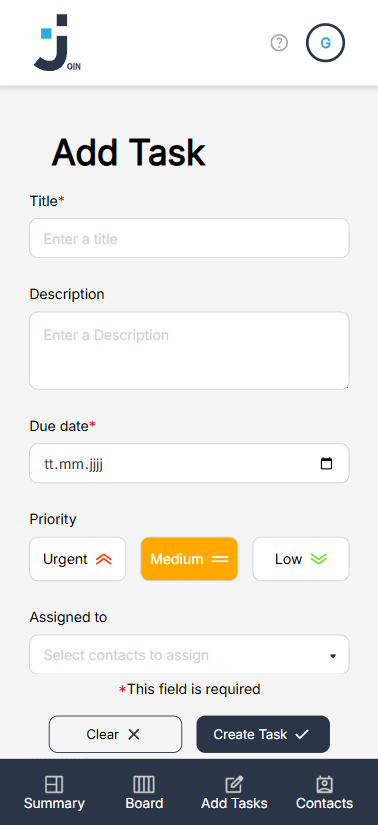 JOIN
G
Add Task
Title*
Enter a title
Description
Enter a Description
Due date*
tt.mm.jjjj
Priority
Urgent Medium Low
Assigned to
Select contacts to assign
*This field is required
Clear Create Task
Summary Board Add Tasks Contacts